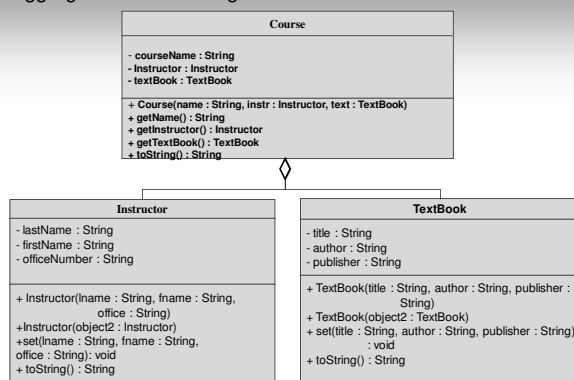 Course
- courseName : String
- Instructor : Instructor
- textBook : TextBook
+ Course(name : String, instr : Instructor, text : TextBook)
+ getName() : String
+ getInstructor() : Instructor
+ getTextBook() : TextBook
+ toString() : String
Instructor
- lastName : String
- firstName : String
- officeNumber : String
+ Instructor(lname : String, fname : String,
office : String)
+Instructor(object2 : Instructor)
+set(lname : String, fname : String,
office : String): void
+ toString() : String
TextBook
- title : String
- author : String
- publisher : String
+ TextBook(title : String, author : String, publisher :
String)
+ TextBook(object2 : TextBook)
+ set(title : String, author : String, publisher : String)
: void
+ toString() : String